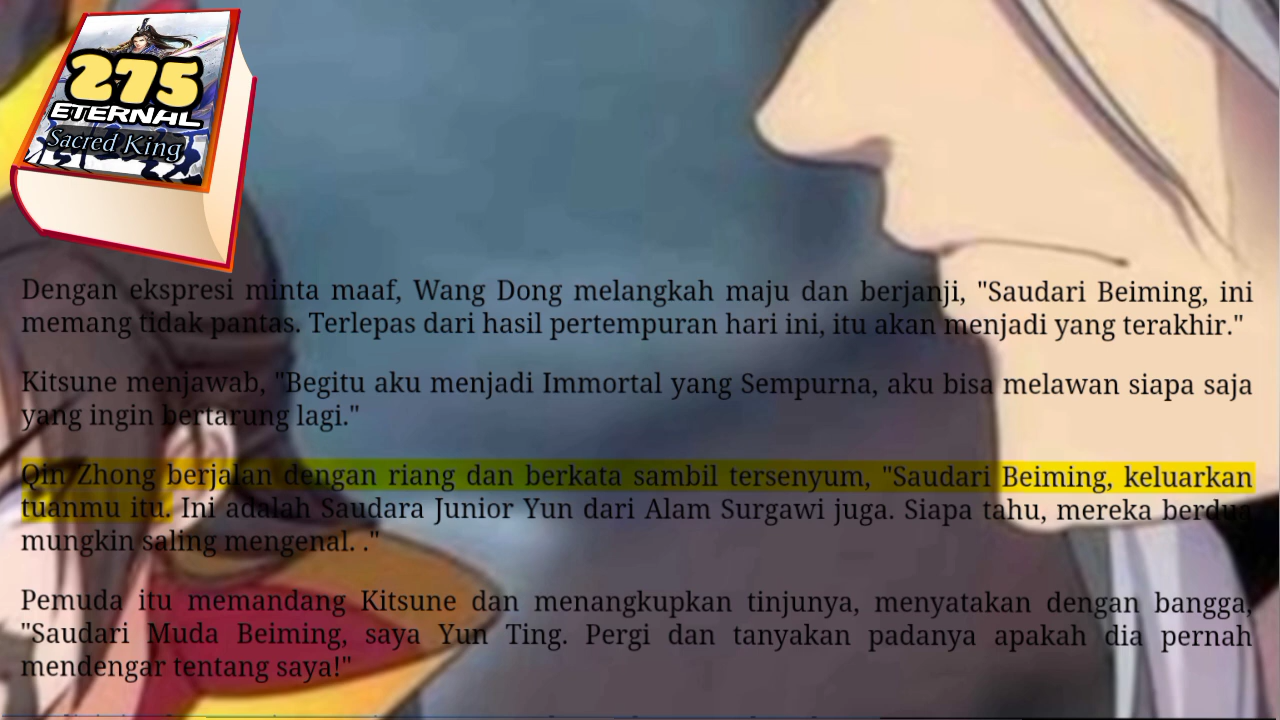 275
ETERNAL
Sacred King
Dengan ekspresi minta maaf, Wang Dong melangkah maju dan berjanji, "Saudari Beiming, ini
memang tidak pantas. Terlepas dari hasil pertempuran hari ini, itu akan menjadi yang terakhir."
Kitsune menjawab, "Begitu aku menjadi Immortal yang Sempurna, aku bisa melawan siapa saja
yang ingin bertarung lagi."
Qin Zhong berjalan dengan riang dan berkata sambil tersenyum, "Saudari Beiming, keluarkan
tuanmu itu. Ini adalah Saudara Junior Yun dari Alam Surgawi juga. Siapa tahu, mereka berdua
mungkin saling mengenal. ."
Pemuda itu memandang Kitsune dan menangkupkan tinjunya, menyatakan dengan bangga,
"Saudari Muda Beiming, saya Yun Ting. Pergi dan tanyakan padanya apakah dia pernah
mendengar tentang saya!"